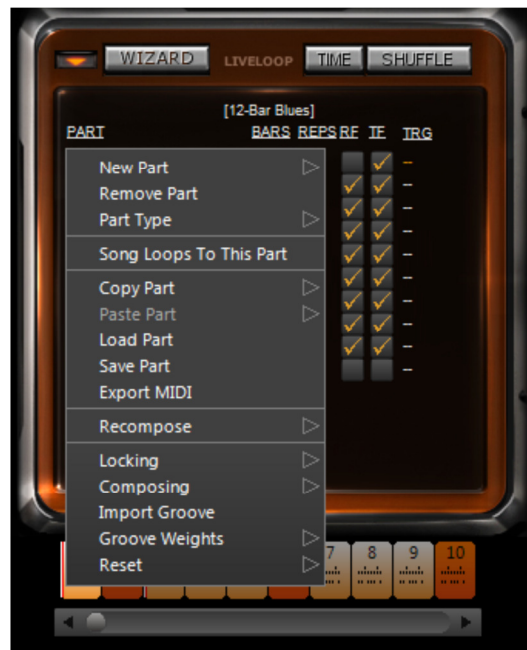 WIZARD LIVELOOP TIME SHUFFLE
[12-Bar Blues]
PART BARS REPS RF TF TRG
New Part
Remove Part
Part Type
Song Loops To This Part
Copy Part
Paste Part
Load Part
Save Part
Export MIDI
Recompose
Locking
Composing
Import Groove
Groove Weights
Reset
7 8 9 10